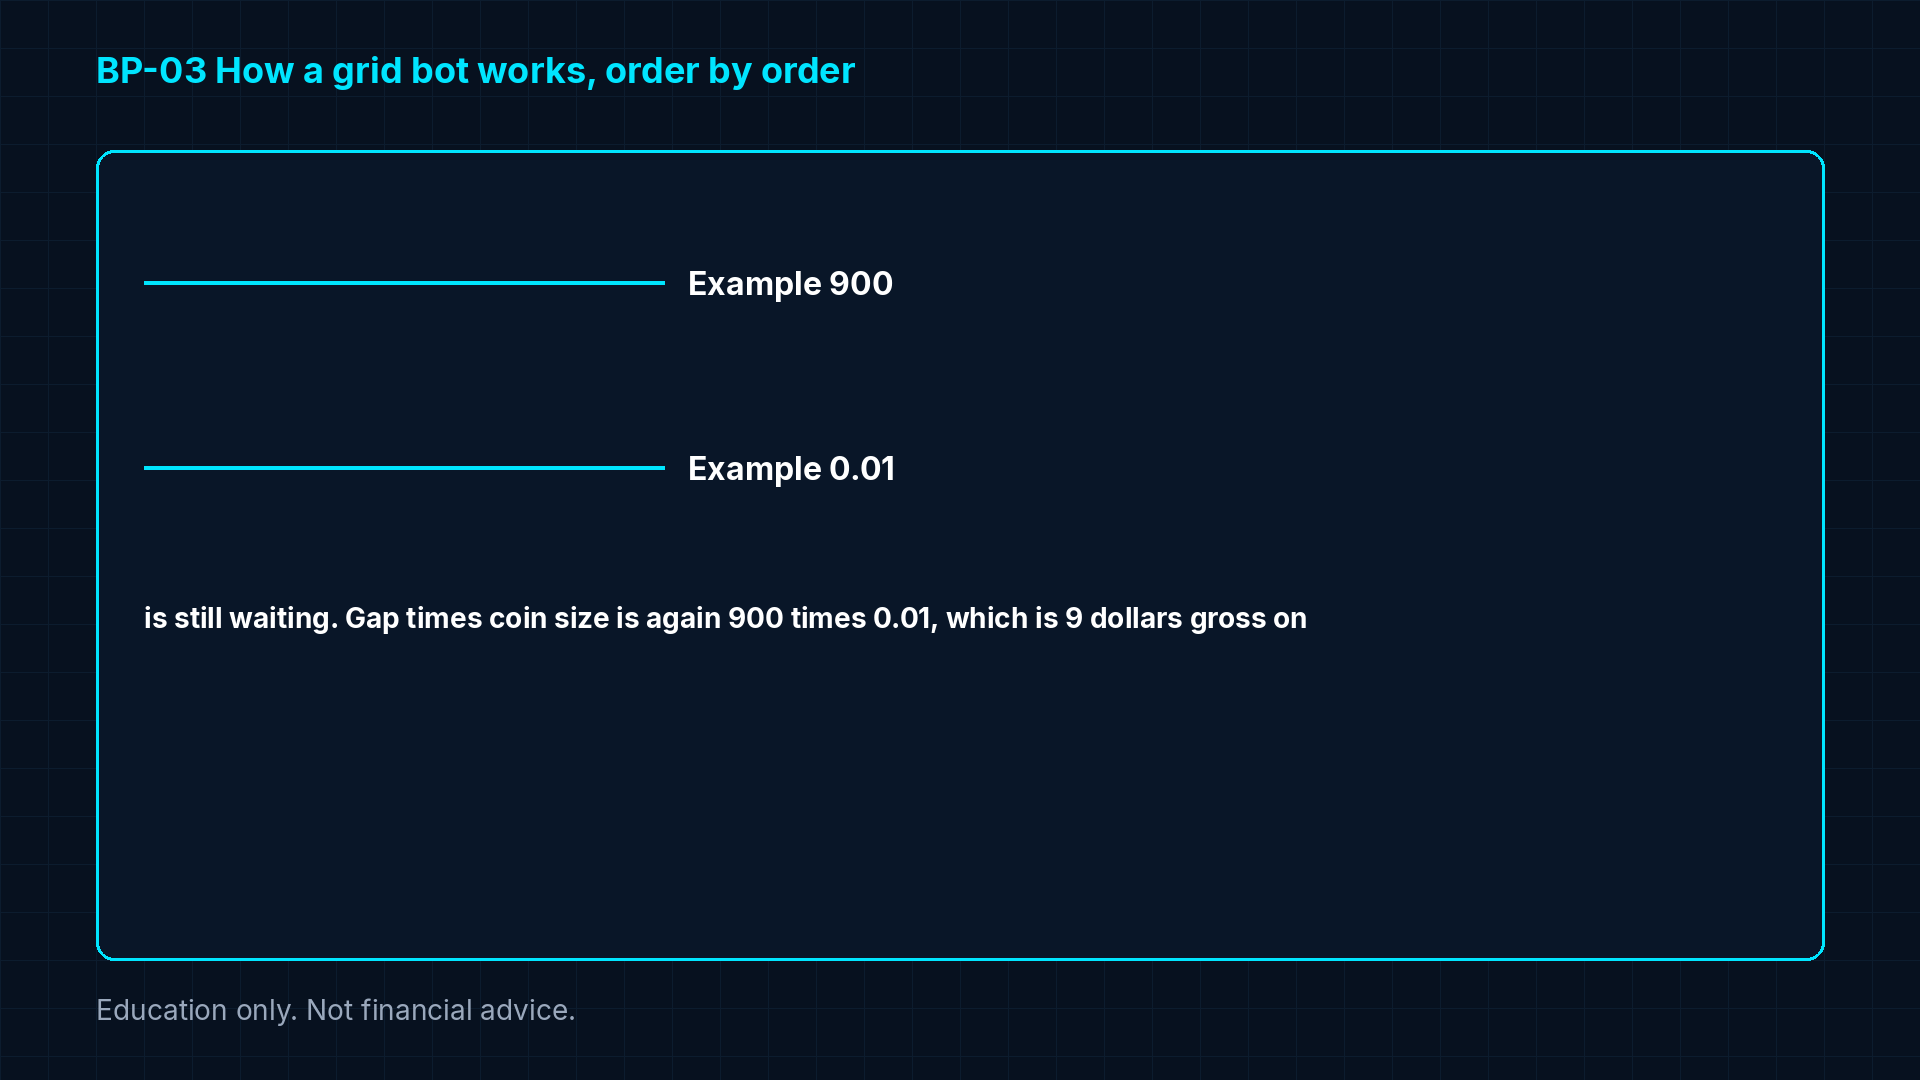 BP-03 How a grid bot works, order by order
Example 900
Example 0.01
is still waiting. Gap times coin size is again 900 times 0.01, which is 9 dollars gross on
Education only. Not financial advice.